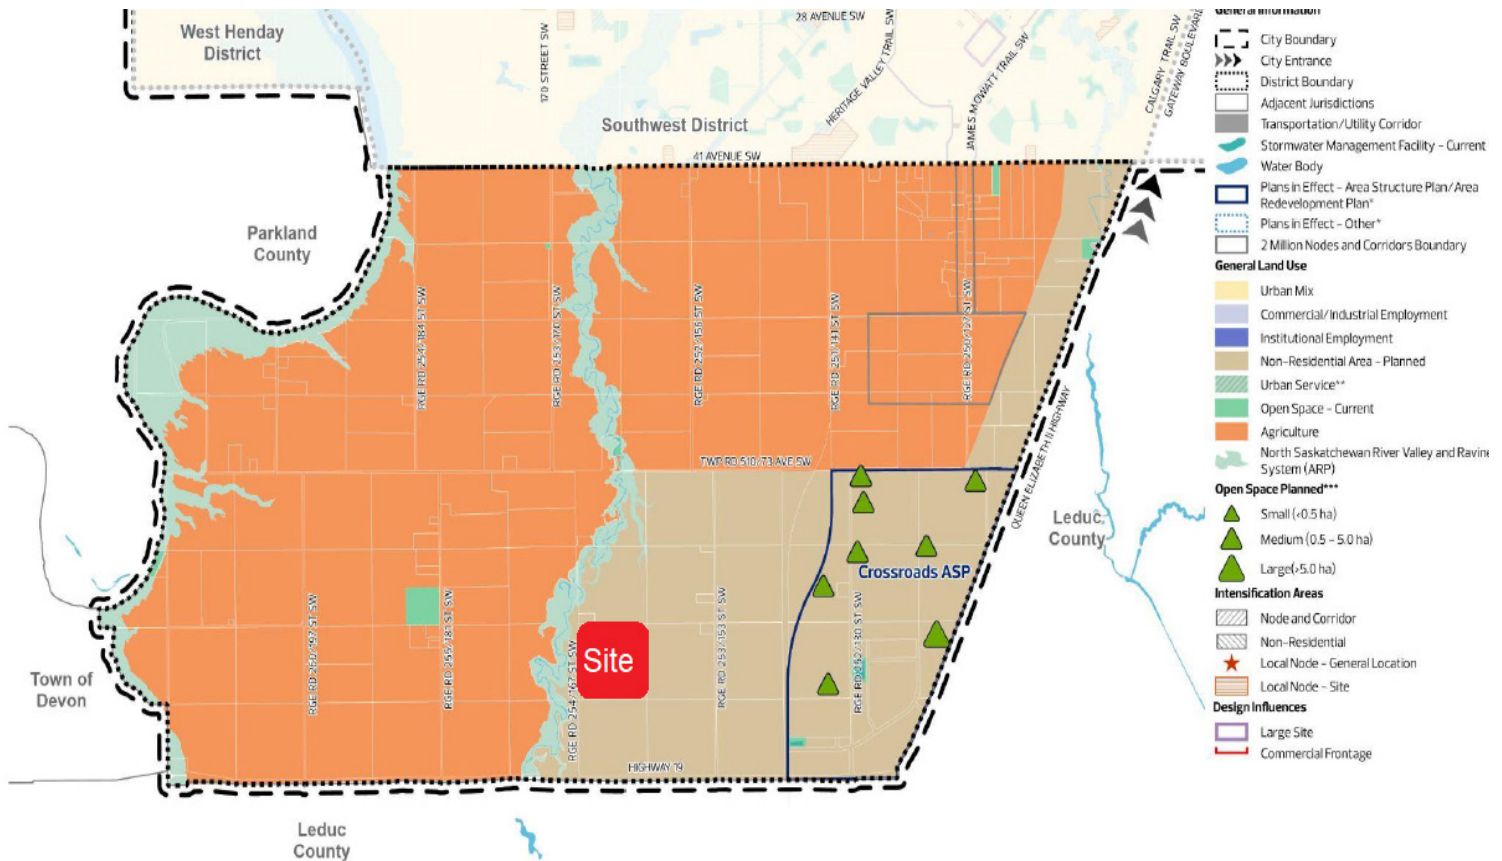 West Henday
District
170 STREET SW
28 AVENUE SW
HERITAGE VALLEY TRAIL SW
JAMES MOWATT TRAIL SW
CALGARY TRAIL SW
GATEWAY BOULEVARD
Southwest District
41 AVENUE SW
Parkland
County
RGE RD 254/184 ST SW
RGE RD 253/170 ST SW
RGE RD 252/156 ST SW
RGE RD 251/141 ST SW
RGE RD 250/127 ST SW
QUEEN ELIZABETH II HIGHWAY
TWP RD 510/73 AVE SW
Leduc
County
Crossroads ASP
RGE RD 260/197 ST SW
RGE RD 255/181 ST SW
RGE RD 254/167 ST SW
Site
RGE RD 253/153 ST SW
RGE RD 252/130 ST SW
Town of
Devon
HIGHWAY 19
Leduc
County
General Information
City Boundary
City Entrance
District Boundary
Adjacent Jurisdictions
Transportation/Utility Corridor
Stormwater Management Facility – Current
Water Body
Plans in Effect – Area Structure Plan/Area
Redevelopment Plan*
Plans in Effect – Other*
2 Million Nodes and Corridors Boundary
General Land Use
Urban Mix
Commercial/Industrial Employment
Institutional Employment
Non-Residential Area – Planned
Urban Service**
Open Space – Current
Agriculture
North Saskatchewan River Valley and Ravine
System (ARP)
Open Space Planned***
Small (<0.5 ha)
Medium (0.5 – 5.0 ha)
Large(>5.0 ha)
Intensification Areas
Node and Corridor
Non-Residential
Local Node – General Location
Local Node – Site
Design Influences
Large Site
Commercial Frontage